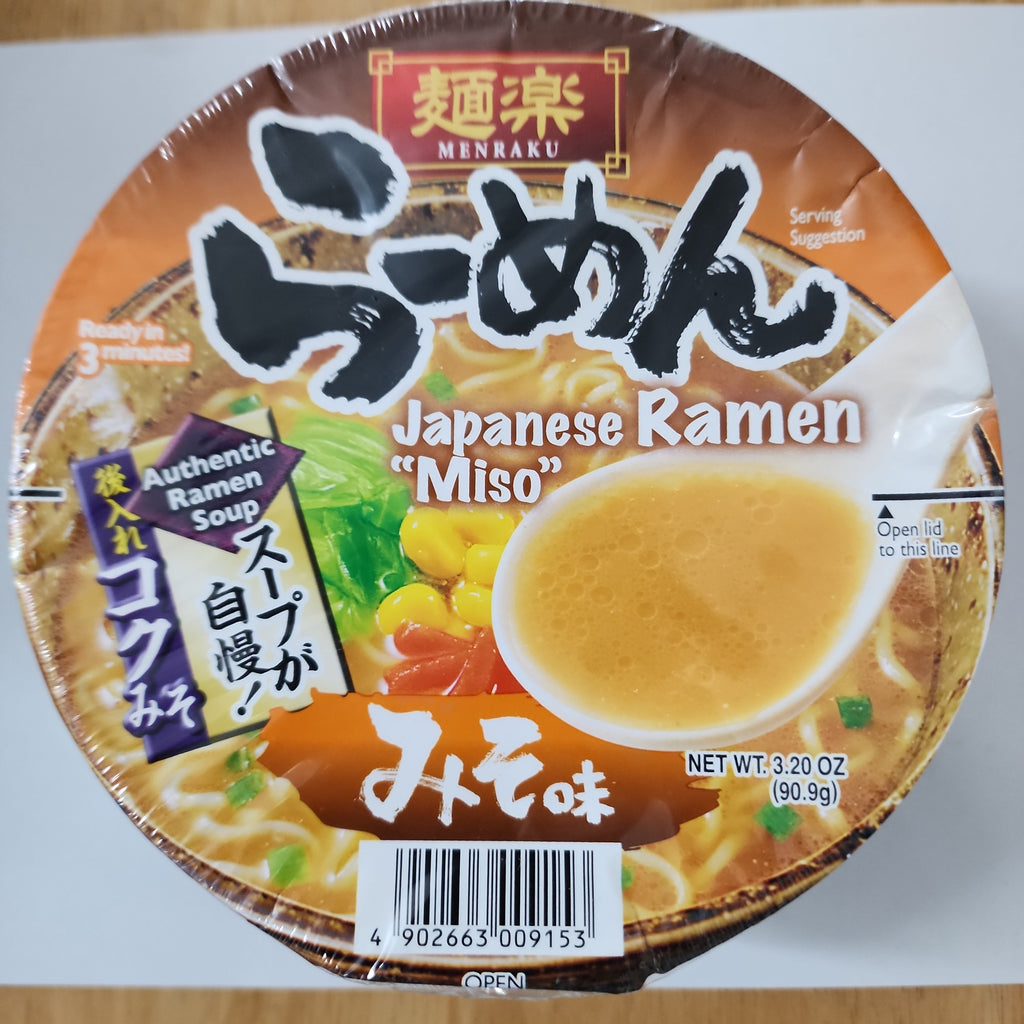 麺楽
MENRAKU
らーめん
Serving
Suggestion
Ready in
3 minutes!
Japanese Ramen
"Miso"
Authentic
Ramen
Soup
後入れ
コクみそ
スープが
自慢!
Open lid
to this line
みそ味
NET WT. 3.20 OZ
(90.9g)
4 902663 009153
OPEN